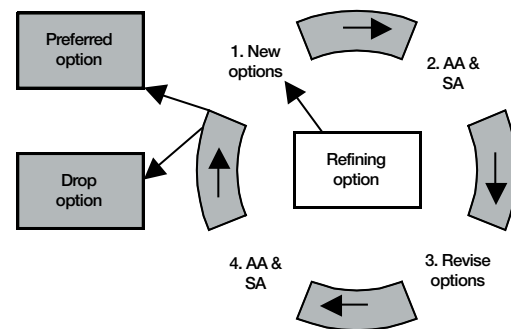 Preferred
option
1. New
options
2. AA &
SA
Drop
option
Refining
option
4. AA &
SA
3. Revise
options